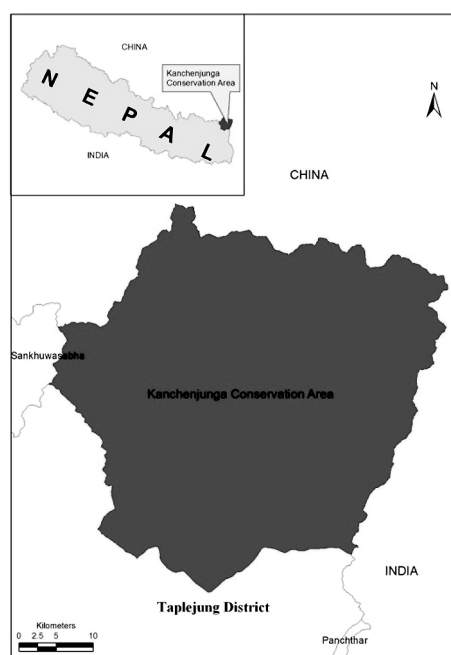 CHINA
Kanchenjunga
Conservation Area
NEPAL
INDIA
N
CHINA
Sankhuwasabha
Kanchenjunga Conservation Area
INDIA
Taplejung District
Kilometers
0 2.5 5 10
Panchthar